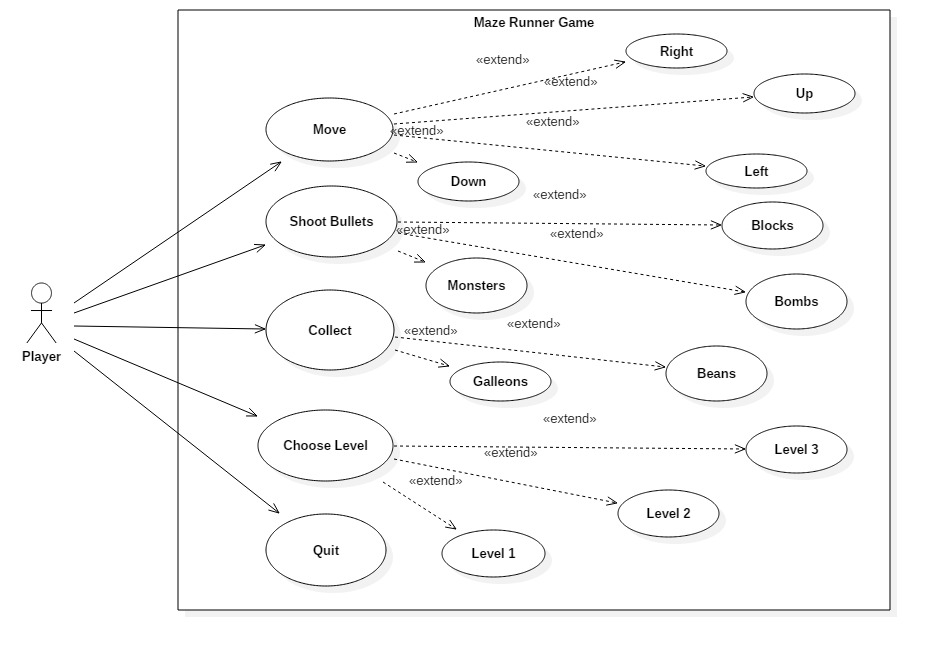 Maze Runner Game
Right
«extend»
«extend»
Up
«extend»
Move
«extend»
Left
Down
«extend»
Shoot Bullets
Blocks
«extend»
«extend»
Monsters
Bombs
Collect
«extend»
«extend»
Player
Beans
Galleons
«extend»
Choose Level
Level 3
«extend»
«extend»
Level 2
Quit
Level 1